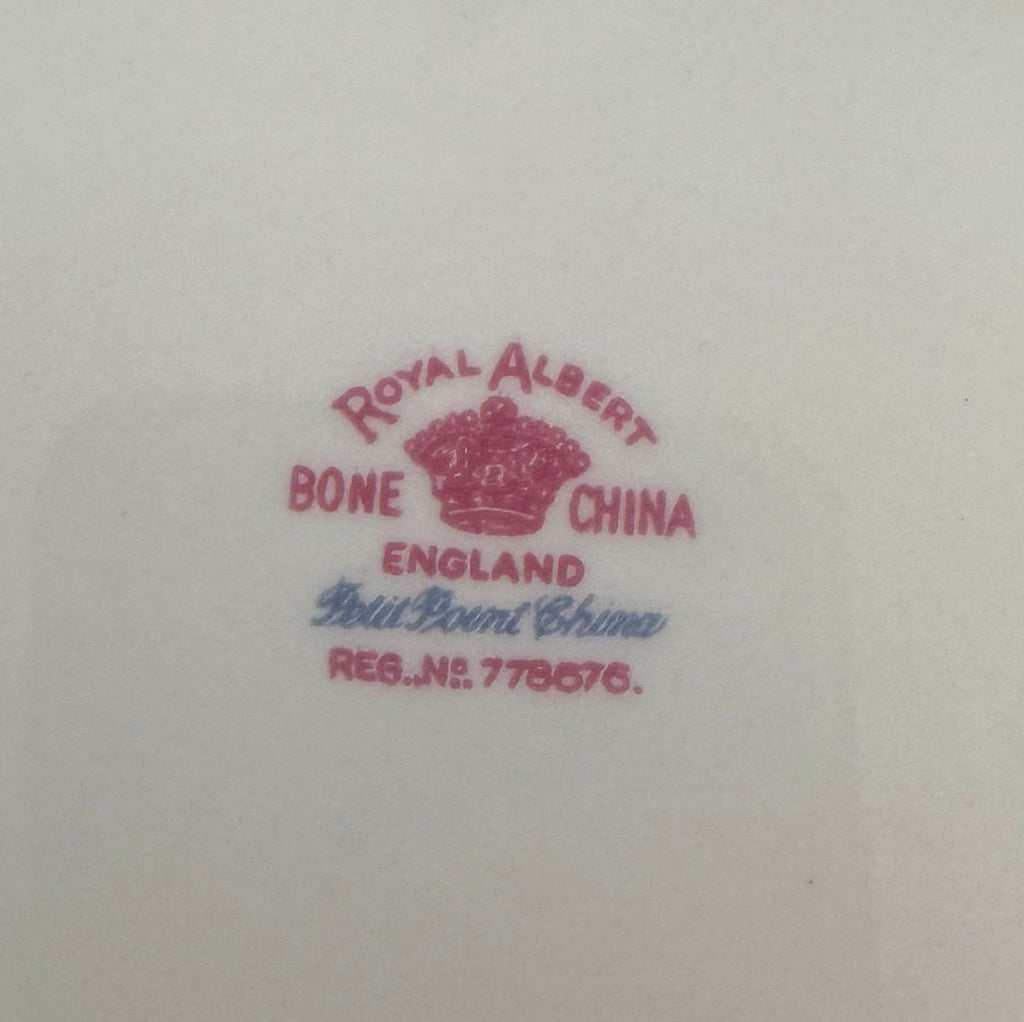 ROYAL ALBERT
BONE CHINA
ENGLAND
Petit Point China
REG. Nº. 778676.